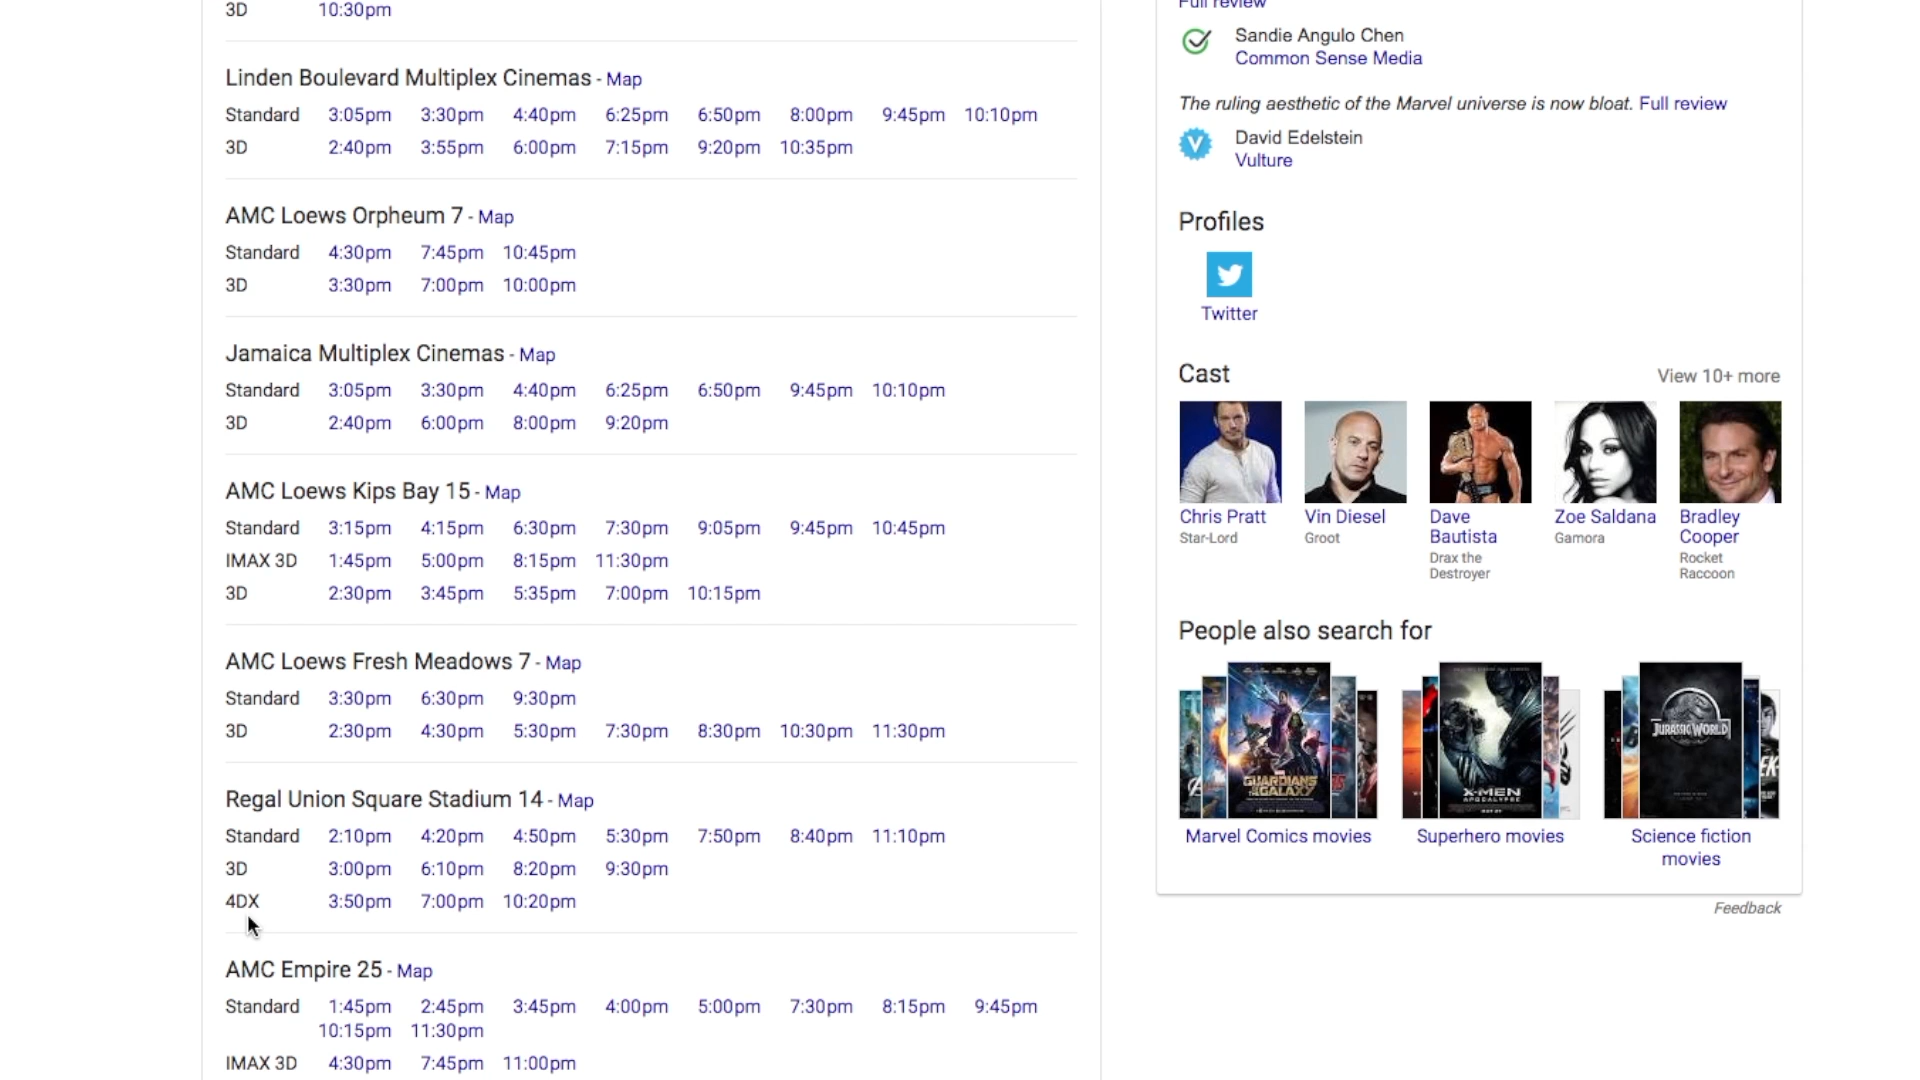 3D 10:30pm
Linden Boulevard Multiplex Cinemas - Map
Standard 3:05pm 3:30pm 4:40pm 6:25pm 6:50pm 8:00pm 9:45pm 10:10pm
3D 2:40pm 3:55pm 6:00pm 7:15pm 9:20pm 10:35pm
AMC Loews Orpheum 7 - Map
Standard 4:30pm 7:45pm 10:45pm
3D 3:30pm 7:00pm 10:00pm
Jamaica Multiplex Cinemas - Map
Standard 3:05pm 3:30pm 4:40pm 6:25pm 6:50pm 9:45pm 10:10pm
3D 2:40pm 6:00pm 8:00pm 9:20pm
AMC Loews Kips Bay 15 - Map
Standard 3:15pm 4:15pm 6:30pm 7:30pm 9:05pm 9:45pm 10:45pm
IMAX 3D 1:45pm 5:00pm 8:15pm 11:30pm
3D 2:30pm 3:45pm 5:35pm 7:00pm 10:15pm
AMC Loews Fresh Meadows 7 - Map
Standard 3:30pm 6:30pm 9:30pm
3D 2:30pm 4:30pm 5:30pm 7:30pm 8:30pm 10:30pm 11:30pm
Regal Union Square Stadium 14 - Map
Standard 2:10pm 4:20pm 4:50pm 5:30pm 7:50pm 8:40pm 11:10pm
3D 3:00pm 6:10pm 8:20pm 9:30pm
4DX 3:50pm 7:00pm 10:20pm
AMC Empire 25 - Map
Standard 1:45pm 2:45pm 3:45pm 4:00pm 5:00pm 7:30pm 8:15pm 9:45pm
10:15pm 11:30pm
IMAX 3D 4:30pm 7:45pm 11:00pm
Full review
Sandie Angulo Chen
Common Sense Media
The ruling aesthetic of the Marvel universe is now bloat. Full review
V
David Edelstein
Vulture
Profiles
Twitter
Cast View 10+ more
Chris Pratt
Star-Lord
Vin Diesel
Groot
Dave
Bautista
Drax the
Destroyer
Zoe Saldana
Gamora
Bradley
Cooper
Rocket
Raccoon
People also search for
GUARDIANS
OF THE
GALAXY
X-MEN
APOCALYPSE
JURASSIC WORLD
Marvel Comics movies
Superhero movies
Science fiction
movies
Feedback